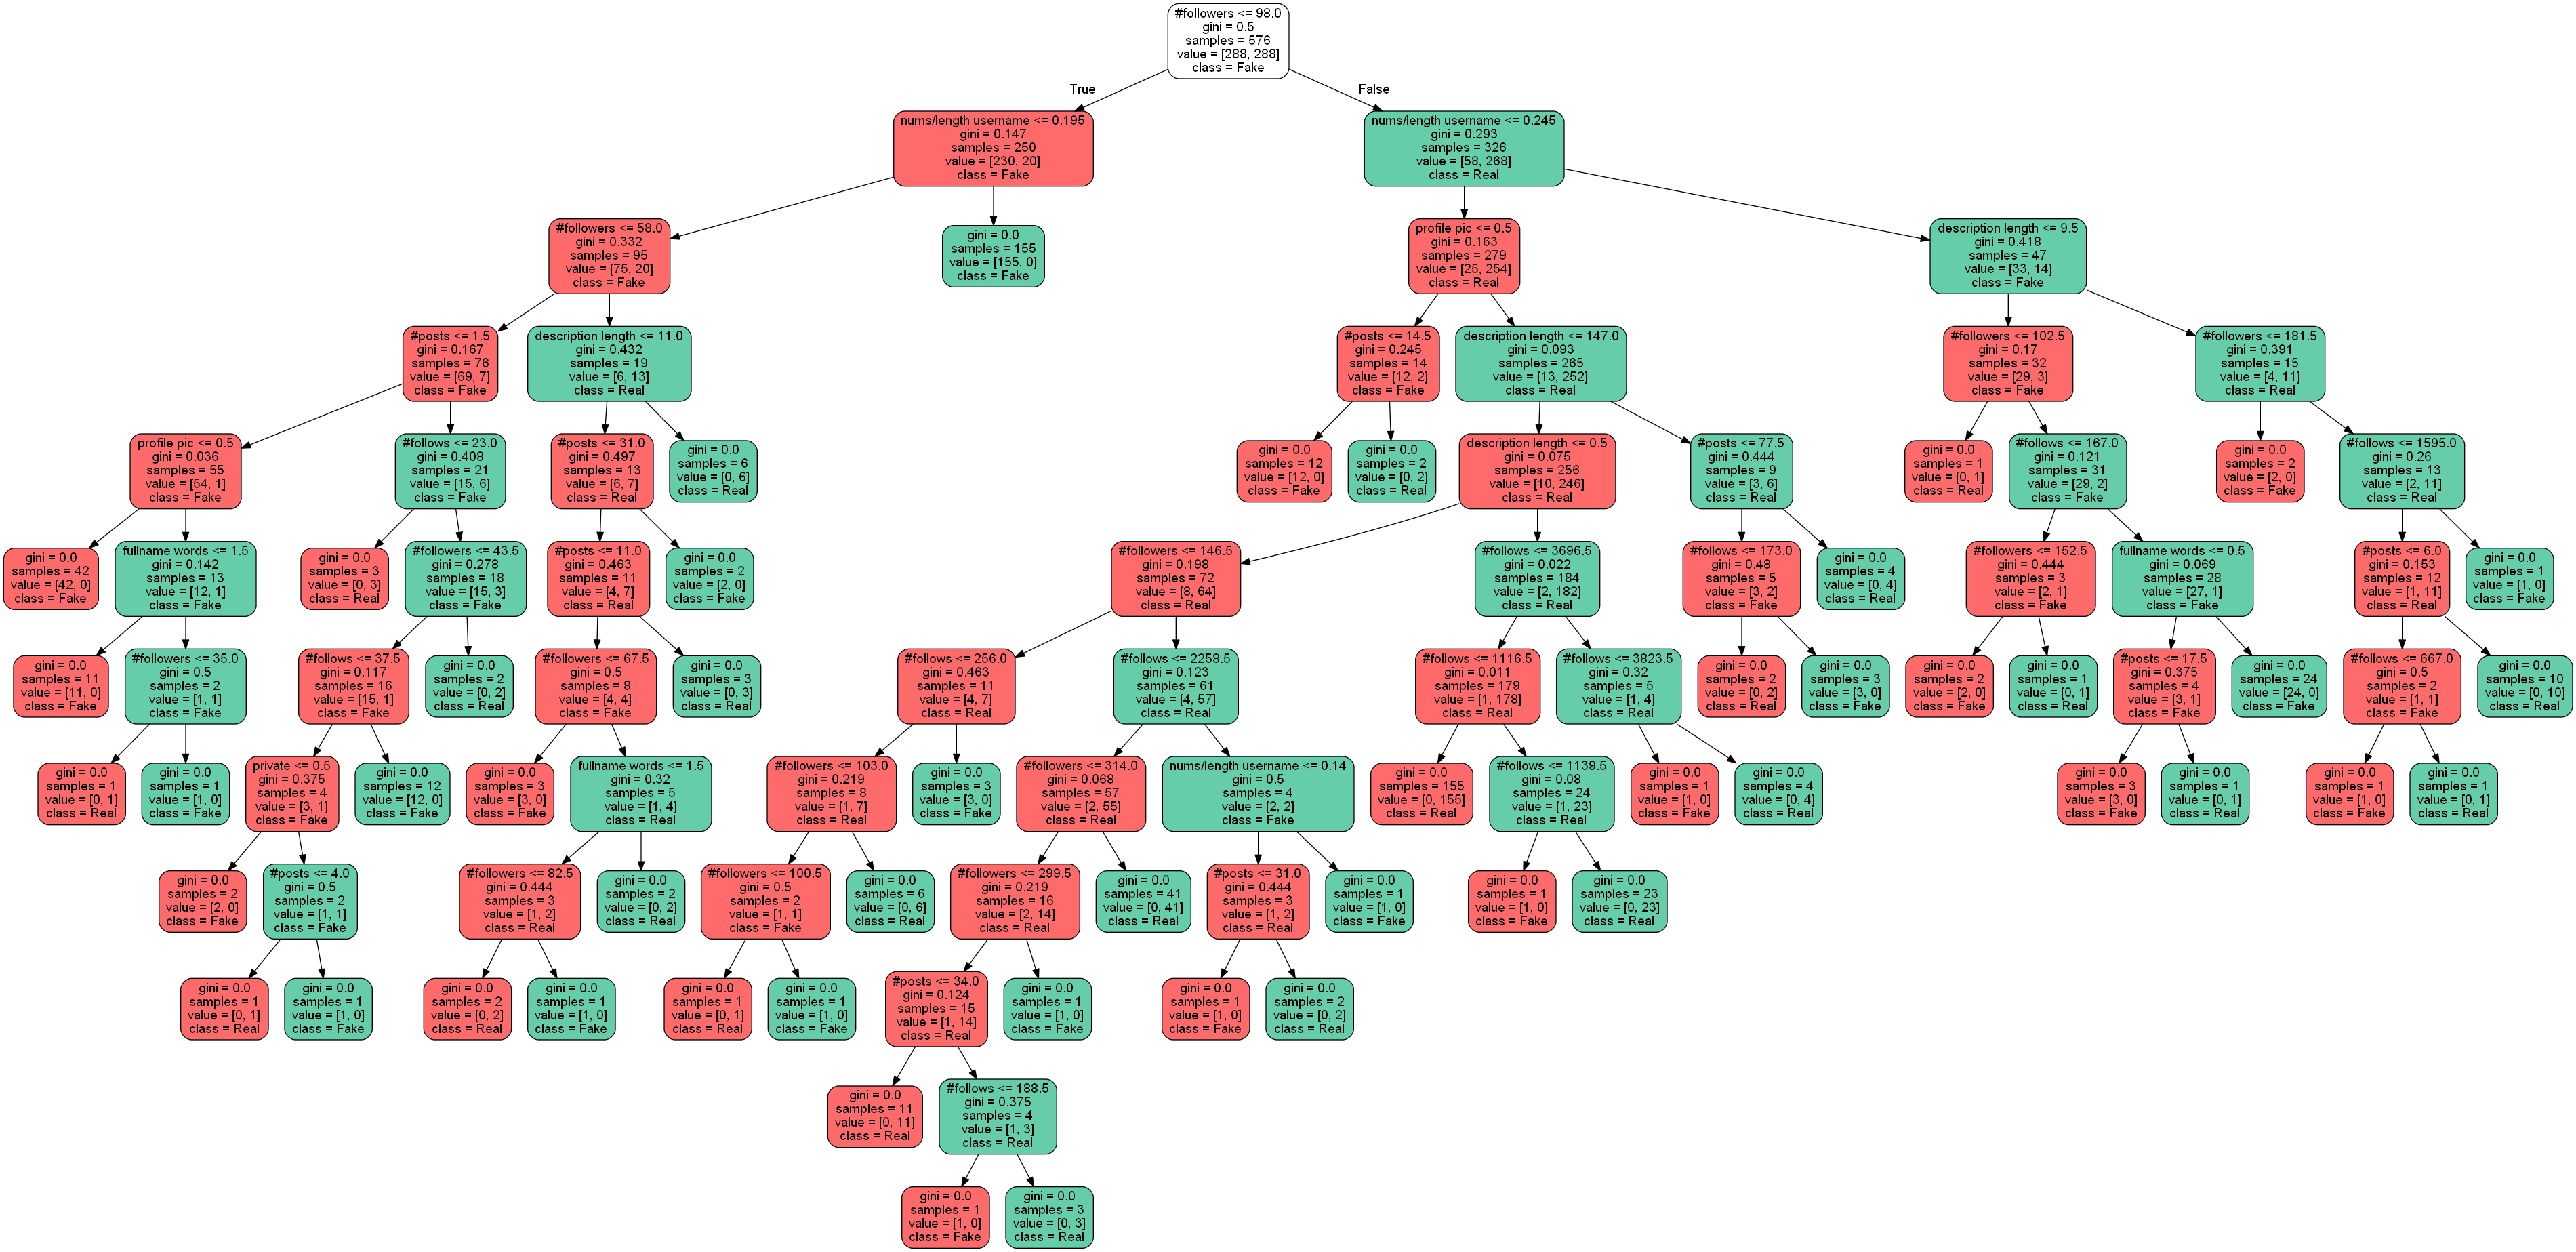 #followers <= 98.0
gini = 0.5
samples = 576
value = [288, 288]
class = Fake
True
False
nums/length username <= 0.195
gini = 0.147
samples = 250
value = [230, 20]
class = Fake
nums/length username <= 0.245
gini = 0.293
samples = 326
value = [58, 268]
class = Real
#followers <= 58.0
gini = 0.332
samples = 95
value = [75, 20]
class = Fake
gini = 0.0
samples = 155
value = [155, 0]
class = Fake
profile pic <= 0.5
gini = 0.163
samples = 279
value = [25, 254]
class = Real
description length <= 9.5
gini = 0.418
samples = 47
value = [33, 14]
class = Fake
#posts <= 1.5
gini = 0.167
samples = 76
value = [69, 7]
class = Fake
description length <= 11.0
gini = 0.432
samples = 19
value = [6, 13]
class = Real
#posts <= 14.5
gini = 0.245
samples = 14
value = [12, 2]
class = Fake
description length <= 147.0
gini = 0.093
samples = 265
value = [13, 252]
class = Real
#followers <= 102.5
gini = 0.17
samples = 32
value = [29, 3]
class = Fake
#followers <= 181.5
gini = 0.391
samples = 15
value = [4, 11]
class = Real
profile pic <= 0.5
gini = 0.036
samples = 55
value = [54, 1]
class = Fake
#follows <= 23.0
gini = 0.408
samples = 21
value = [15, 6]
class = Fake
#posts <= 31.0
gini = 0.497
samples = 13
value = [6, 7]
class = Real
gini = 0.0
samples = 6
value = [0, 6]
class = Real
gini = 0.0
samples = 12
value = [12, 0]
class = Fake
gini = 0.0
samples = 2
value = [0, 2]
class = Real
description length <= 0.5
gini = 0.075
samples = 256
value = [10, 246]
class = Real
#posts <= 77.5
gini = 0.444
samples = 9
value = [3, 6]
class = Real
gini = 0.0
samples = 1
value = [0, 1]
class = Real
#follows <= 167.0
gini = 0.121
samples = 31
value = [29, 2]
class = Fake
gini = 0.0
samples = 2
value = [2, 0]
class = Fake
#follows <= 1595.0
gini = 0.26
samples = 13
value = [2, 11]
class = Real
gini = 0.0
samples = 42
value = [42, 0]
class = Fake
fullname words <= 1.5
gini = 0.142
samples = 13
value = [12, 1]
class = Fake
gini = 0.0
samples = 3
value = [0, 3]
class = Real
#followers <= 43.5
gini = 0.278
samples = 18
value = [15, 3]
class = Fake
#posts <= 11.0
gini = 0.463
samples = 11
value = [4, 7]
class = Real
gini = 0.0
samples = 2
value = [2, 0]
class = Fake
#followers <= 146.5
gini = 0.198
samples = 72
value = [8, 64]
class = Real
#follows <= 3696.5
gini = 0.022
samples = 184
value = [2, 182]
class = Real
#follows <= 173.0
gini = 0.48
samples = 5
value = [3, 2]
class = Fake
gini = 0.0
samples = 4
value = [0, 4]
class = Real
#followers <= 152.5
gini = 0.444
samples = 3
value = [2, 1]
class = Fake
fullname words <= 0.5
gini = 0.069
samples = 28
value = [27, 1]
class = Fake
#posts <= 6.0
gini = 0.153
samples = 12
value = [1, 11]
class = Real
gini = 0.0
samples = 1
value = [1, 0]
class = Fake
gini = 0.0
samples = 11
value = [11, 0]
class = Fake
#followers <= 35.0
gini = 0.5
samples = 2
value = [1, 1]
class = Fake
#follows <= 37.5
gini = 0.117
samples = 16
value = [15, 1]
class = Fake
gini = 0.0
samples = 2
value = [0, 2]
class = Real
#followers <= 67.5
gini = 0.5
samples = 8
value = [4, 4]
class = Fake
gini = 0.0
samples = 3
value = [0, 3]
class = Real
#follows <= 256.0
gini = 0.463
samples = 11
value = [4, 7]
class = Real
#follows <= 2258.5
gini = 0.123
samples = 61
value = [4, 57]
class = Real
#follows <= 1116.5
gini = 0.011
samples = 179
value = [1, 178]
class = Real
#follows <= 3823.5
gini = 0.32
samples = 5
value = [1, 4]
class = Real
gini = 0.0
samples = 2
value = [0, 2]
class = Real
gini = 0.0
samples = 3
value = [3, 0]
class = Fake
gini = 0.0
samples = 2
value = [2, 0]
class = Fake
gini = 0.0
samples = 1
value = [0, 1]
class = Real
#posts <= 17.5
gini = 0.375
samples = 4
value = [3, 1]
class = Fake
gini = 0.0
samples = 24
value = [24, 0]
class = Fake
#follows <= 667.0
gini = 0.5
samples = 2
value = [1, 1]
class = Fake
gini = 0.0
samples = 10
value = [0, 10]
class = Real
gini = 0.0
samples = 1
value = [0, 1]
class = Real
gini = 0.0
samples = 1
value = [1, 0]
class = Fake
private <= 0.5
gini = 0.375
samples = 4
value = [3, 1]
class = Fake
gini = 0.0
samples = 12
value = [12, 0]
class = Fake
gini = 0.0
samples = 3
value = [3, 0]
class = Fake
fullname words <= 1.5
gini = 0.32
samples = 5
value = [1, 4]
class = Real
#followers <= 103.0
gini = 0.219
samples = 8
value = [1, 7]
class = Real
gini = 0.0
samples = 3
value = [3, 0]
class = Fake
#followers <= 314.0
gini = 0.068
samples = 57
value = [2, 55]
class = Real
nums/length username <= 0.14
gini = 0.5
samples = 4
value = [2, 2]
class = Fake
gini = 0.0
samples = 155
value = [0, 155]
class = Real
#follows <= 1139.5
gini = 0.08
samples = 24
value = [1, 23]
class = Real
gini = 0.0
samples = 1
value = [1, 0]
class = Fake
gini = 0.0
samples = 4
value = [0, 4]
class = Real
gini = 0.0
samples = 3
value = [3, 0]
class = Fake
gini = 0.0
samples = 1
value = [0, 1]
class = Real
gini = 0.0
samples = 1
value = [1, 0]
class = Fake
gini = 0.0
samples = 1
value = [0, 1]
class = Real
gini = 0.0
samples = 2
value = [2, 0]
class = Fake
#posts <= 4.0
gini = 0.5
samples = 2
value = [1, 1]
class = Fake
#followers <= 82.5
gini = 0.444
samples = 3
value = [1, 2]
class = Real
gini = 0.0
samples = 2
value = [0, 2]
class = Real
#followers <= 100.5
gini = 0.5
samples = 2
value = [1, 1]
class = Fake
gini = 0.0
samples = 6
value = [0, 6]
class = Real
#followers <= 299.5
gini = 0.219
samples = 16
value = [2, 14]
class = Real
gini = 0.0
samples = 41
value = [0, 41]
class = Real
#posts <= 31.0
gini = 0.444
samples = 3
value = [1, 2]
class = Real
gini = 0.0
samples = 1
value = [1, 0]
class = Fake
gini = 0.0
samples = 1
value = [1, 0]
class = Fake
gini = 0.0
samples = 23
value = [0, 23]
class = Real
gini = 0.0
samples = 1
value = [0, 1]
class = Real
gini = 0.0
samples = 1
value = [1, 0]
class = Fake
gini = 0.0
samples = 2
value = [0, 2]
class = Real
gini = 0.0
samples = 1
value = [1, 0]
class = Fake
gini = 0.0
samples = 1
value = [0, 1]
class = Real
gini = 0.0
samples = 1
value = [1, 0]
class = Fake
#posts <= 34.0
gini = 0.124
samples = 15
value = [1, 14]
class = Real
gini = 0.0
samples = 1
value = [1, 0]
class = Fake
gini = 0.0
samples = 1
value = [1, 0]
class = Fake
gini = 0.0
samples = 2
value = [0, 2]
class = Real
gini = 0.0
samples = 11
value = [0, 11]
class = Real
#follows <= 188.5
gini = 0.375
samples = 4
value = [1, 3]
class = Real
gini = 0.0
samples = 1
value = [1, 0]
class = Fake
gini = 0.0
samples = 3
value = [0, 3]
class = Real